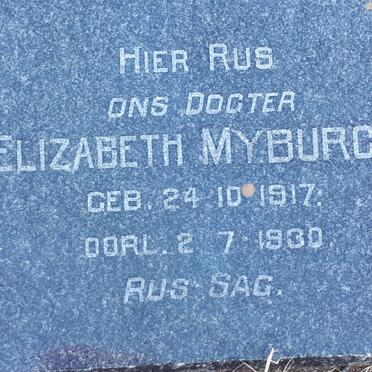 HIER RUS
ONS DOGTER
ELIZABETH MYBURG
GEB. 24 10 1917.
OORL. 2 7 1930.
RUS SAG.